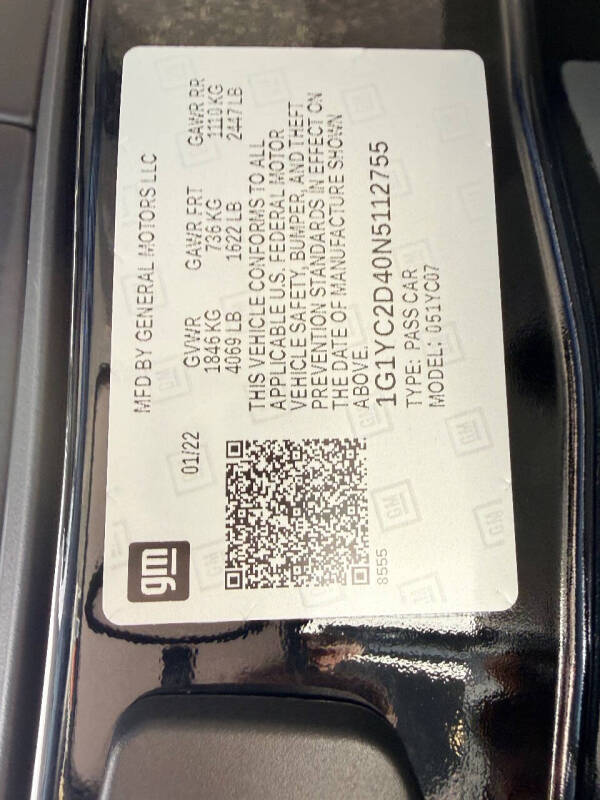 MFD BY GENERAL MOTORS LLC
01/22
GVWR GAWR FRT GAWR RR
1846 KG 736 KG 1110 KG
4069 LB 1622 LB 2447 LB
THIS VEHICLE CONFORMS TO ALL
APPLICABLE U.S. FEDERAL MOTOR
VEHICLE SAFETY, BUMPER, AND THEFT
PREVENTION STANDARDS IN EFFECT ON
THE DATE OF MANUFACTURE SHOWN
ABOVE.
1G1YC2D40N5112755
TYPE: PASS CAR
MODEL: 051YC07
gm
8555